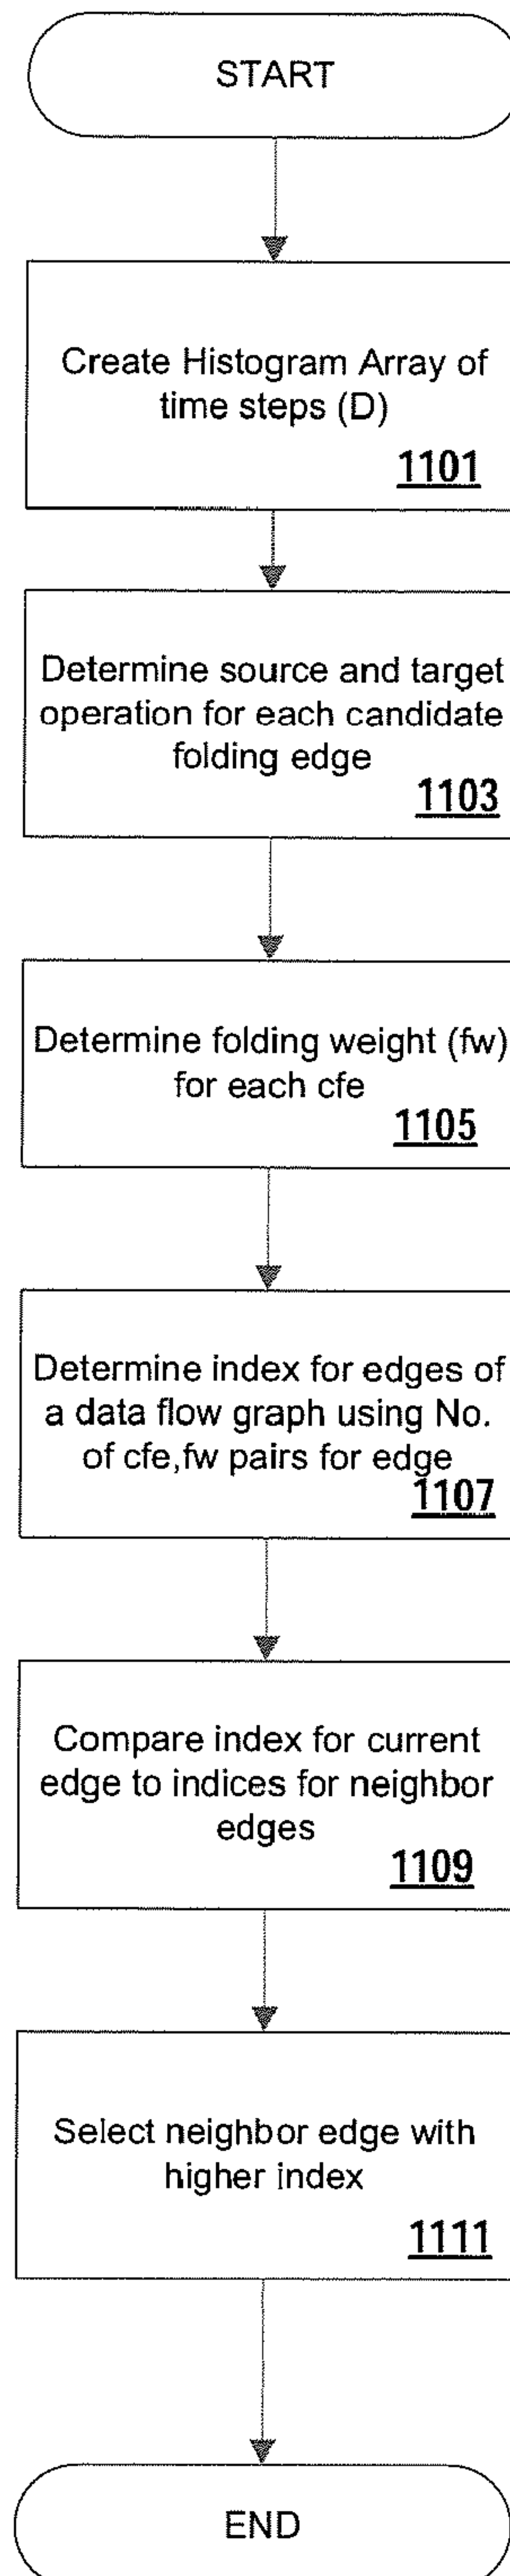 START
Create Histogram Array of
time steps (D)
1101
Determine source and target
operation for each candidate
folding edge
1103
Determine folding weight (fw)
for each cfe
1105
Determine index for edges of
a data flow graph using No.
of cfe,fw pairs for edge
1107
Compare index for current
edge to indices for neighbor
edges
1109
Select neighbor edge with
higher index
1111
END